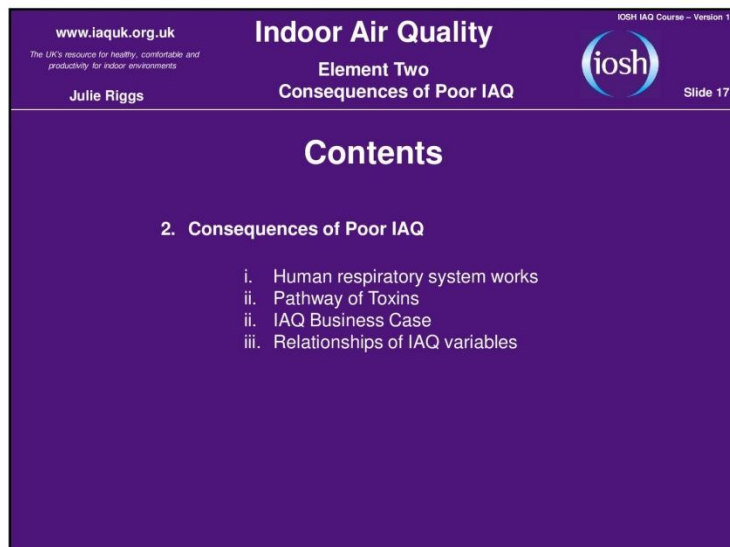 www.iaquk.org.uk
The UK's resource for healthy, comfortable and
productivity for indoor environments
Julie Riggs
Indoor Air Quality
Element Two
Consequences of Poor IAQ
IOSH IAQ Course – Version 1
iosh
Slide 17
Contents
2. Consequences of Poor IAQ
i. Human respiratory system works
ii. Pathway of Toxins
ii. IAQ Business Case
iii. Relationships of IAQ variables